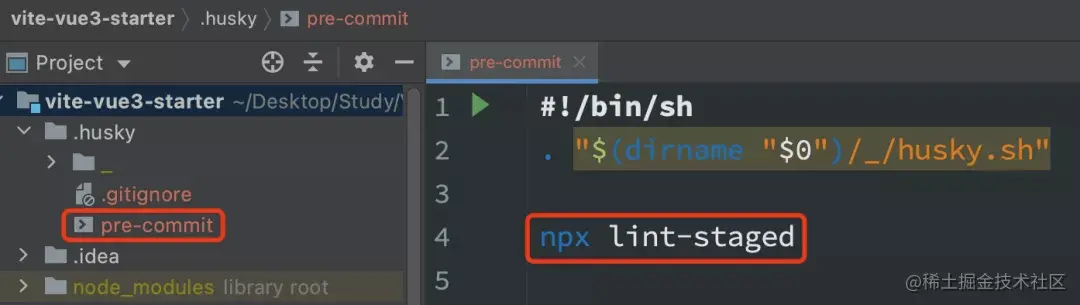 vite-vue3-starter > .husky > pre-commit
Project
pre-commit
vite-vue3-starter ~/Desktop/Study/
.husky
_
.gitignore
pre-commit
.idea
node_modules library root
1 #!/bin/sh
2 . "$(dirname "$0")/_/husky.sh"
3
4 npx lint-staged
5
@稀土掘金技术社区